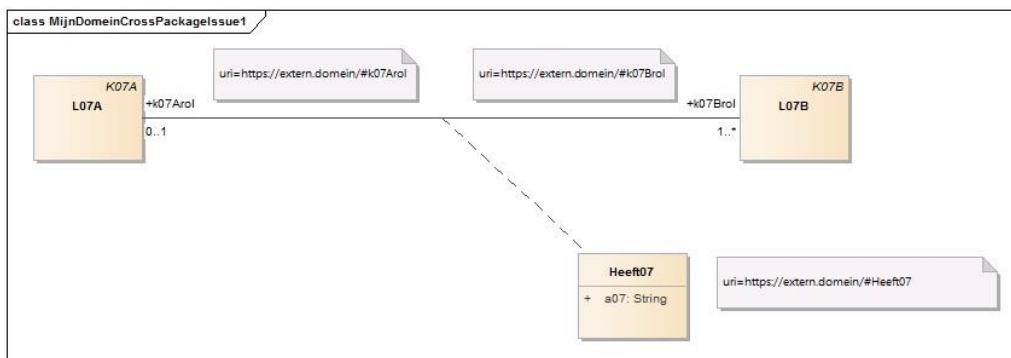 class MijnDomeinCrossPackageIssue1
K07A
L07A
+k07Arol
0..1
uri=https://extern.domein/#k07Arol
uri=https://extern.domein/#k07Brol
+k07Brol
1..*
K07B
L07B
Heeft07
+ a07: String
uri=https://extern.domein/#Heeft07